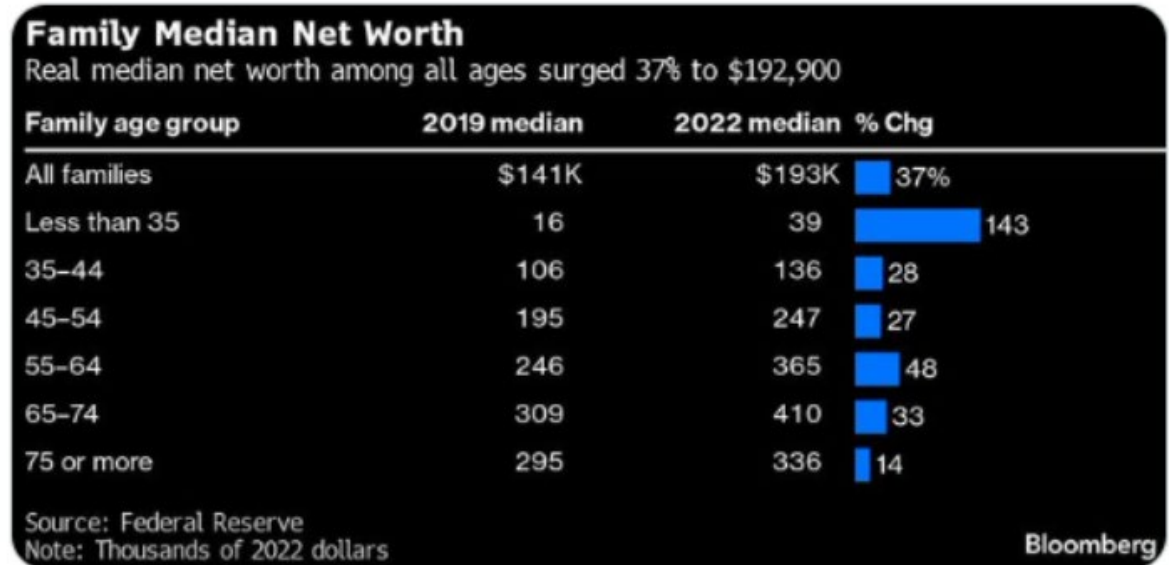 Family Median Net Worth
Real median net worth among all ages surged 37% to $192,900
Family age group 2019 median 2022 median % Chg
All families $141K $193K 37%
Less than 35 16 39 143
35–44 106 136 28
45–54 195 247 27
55–64 246 365 48
65–74 309 410 33
75 or more 295 336 14
Source: Federal Reserve
Note: Thousands of 2022 dollars Bloomberg